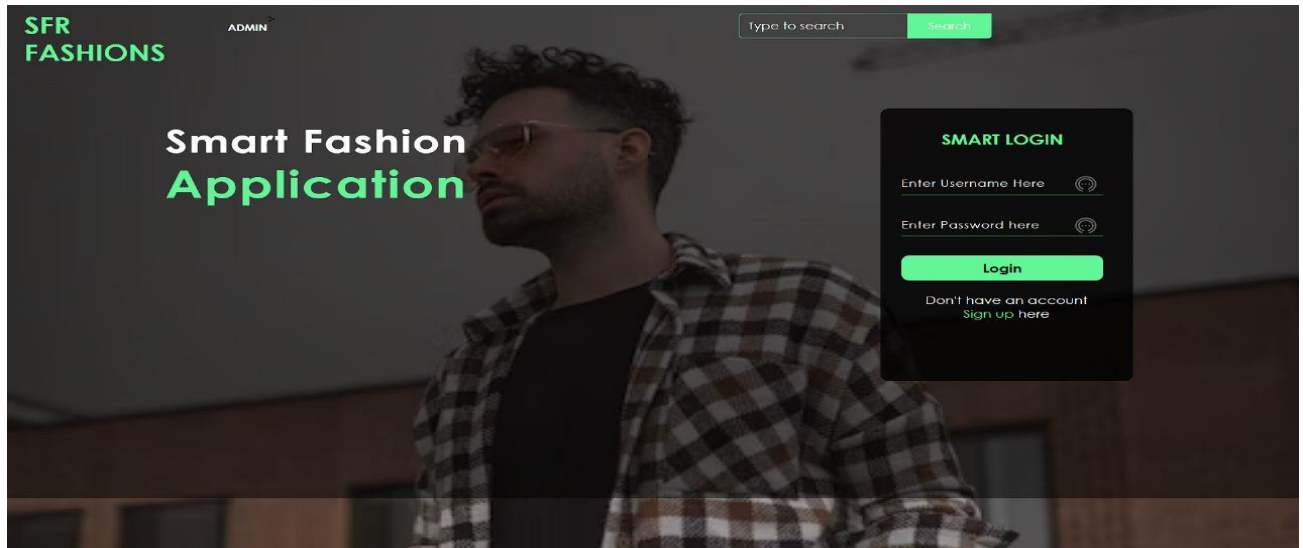 SFR
FASHIONS
ADMIN
>
Type to search
Search
Smart Fashion
Application
SMART LOGIN
Enter Username Here
Enter Password here
Login
Don't have an account
Sign up here